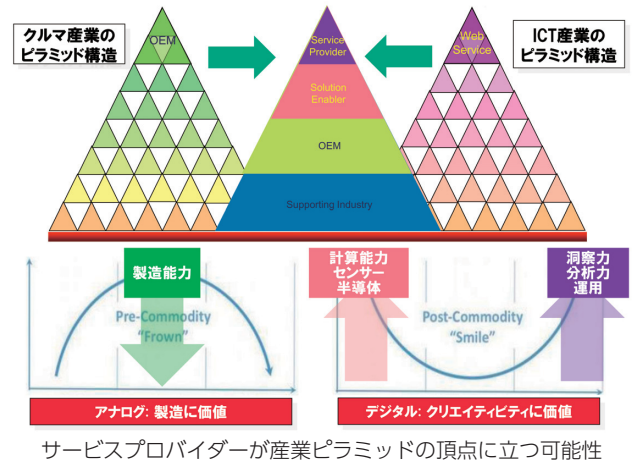 クルマ産業の
ピラミッド構造
OEM
Service
Provider
Web
Service
ICT産業の
ピラミッド構造
Solution
Enabler
OEM
Supporting Industry
製造能力
Pre-Commodity
“Frown”
アナログ: 製造に価値
計算能力
センサー
半導体
洞察力
分析力
運用
Post-Commodity
“Smile”
デジタル: クリエイティビティに価値
サービスプロバイダーが産業ピラミッドの頂点に立つ可能性